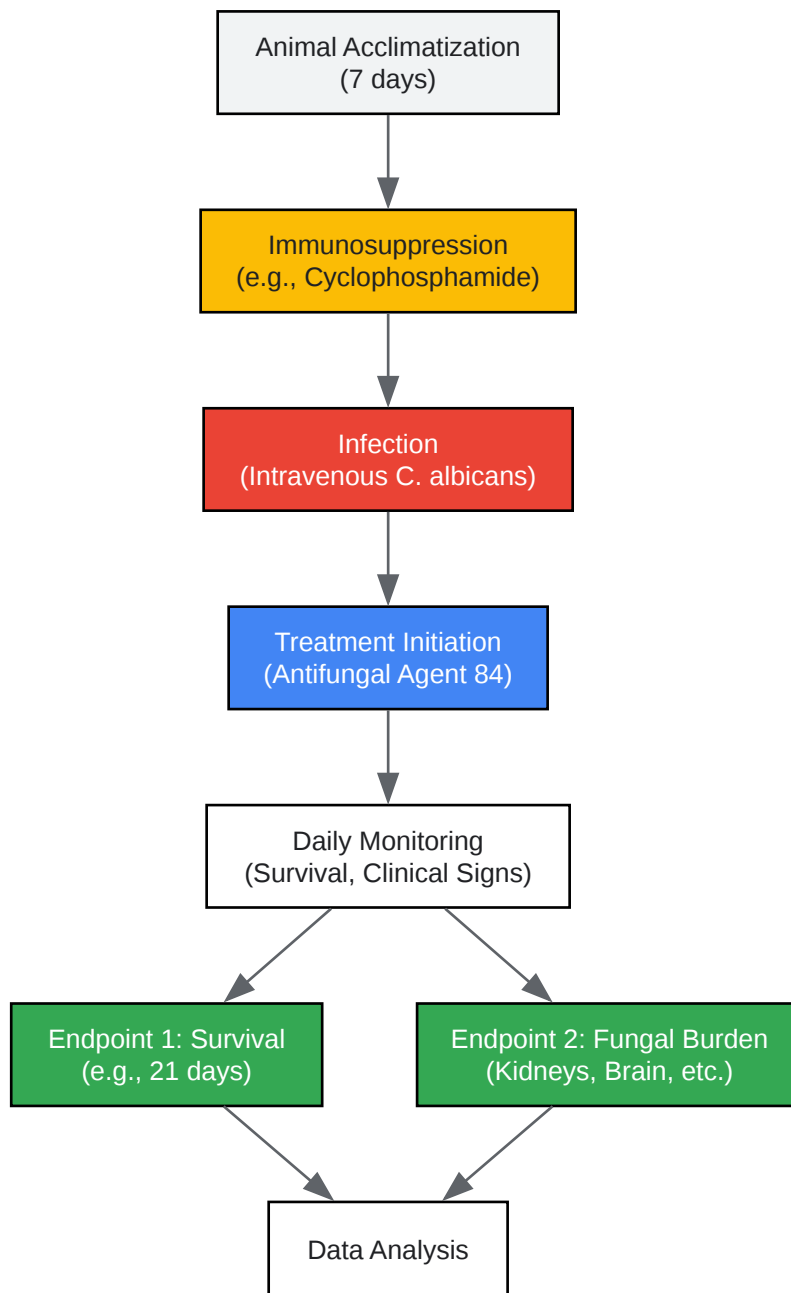 Animal Acclimatization
(7 days)
Immunosuppression
(e.g., Cyclophosphamide)
Infection
(Intravenous C. albicans)
Treatment Initiation
(Antifungal Agent 84)
Daily Monitoring
(Survival, Clinical Signs)
Endpoint 1: Survival
(e.g., 21 days)
Endpoint 2: Fungal Burden
(Kidneys, Brain, etc.)
Data Analysis